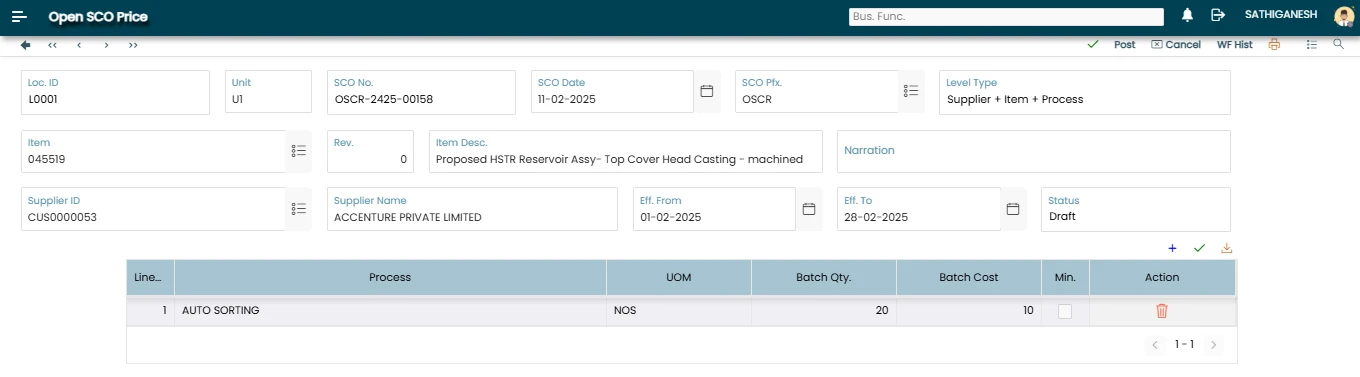 Open SCO Price
Bus. Func.
SATHIGANESH
Post
Cancel
WF Hist
Loc. ID
L0001
Unit
U1
SCO No.
OSCR-2425-00158
SCO Date
11-02-2025
SCO Pfx.
OSCR
Level Type
Supplier + Item + Process
Item
045519
Rev.
0
Item Desc.
Proposed HSTR Reservoir Assy- Top Cover Head Casting - machined
Narration
Supplier ID
CUS0000053
Supplier Name
ACCENTURE PRIVATE LIMITED
Eff. From
01-02-2025
Eff. To
28-02-2025
Status
Draft
Line... Process UOM Batch Qty. Batch Cost Min. Action
1 AUTO SORTING NOS 20 10
1 - 1